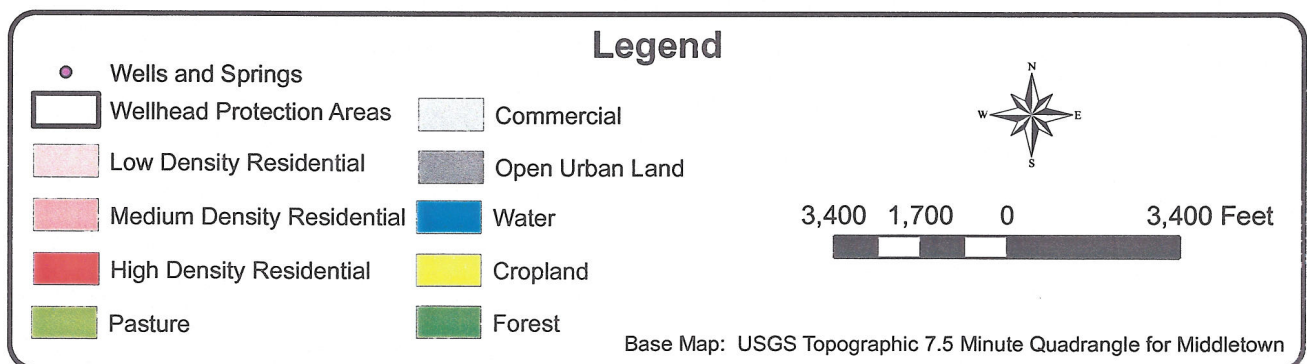 Legend
Wells and Springs
Wellhead Protection Areas
Low Density Residential
Medium Density Residential
High Density Residential
Pasture
Commercial
Open Urban Land
Water
Cropland
Forest
N
W E
S
3,400 1,700 0 3,400 Feet
Base Map: USGS Topographic 7.5 Minute Quadrangle for Middletown